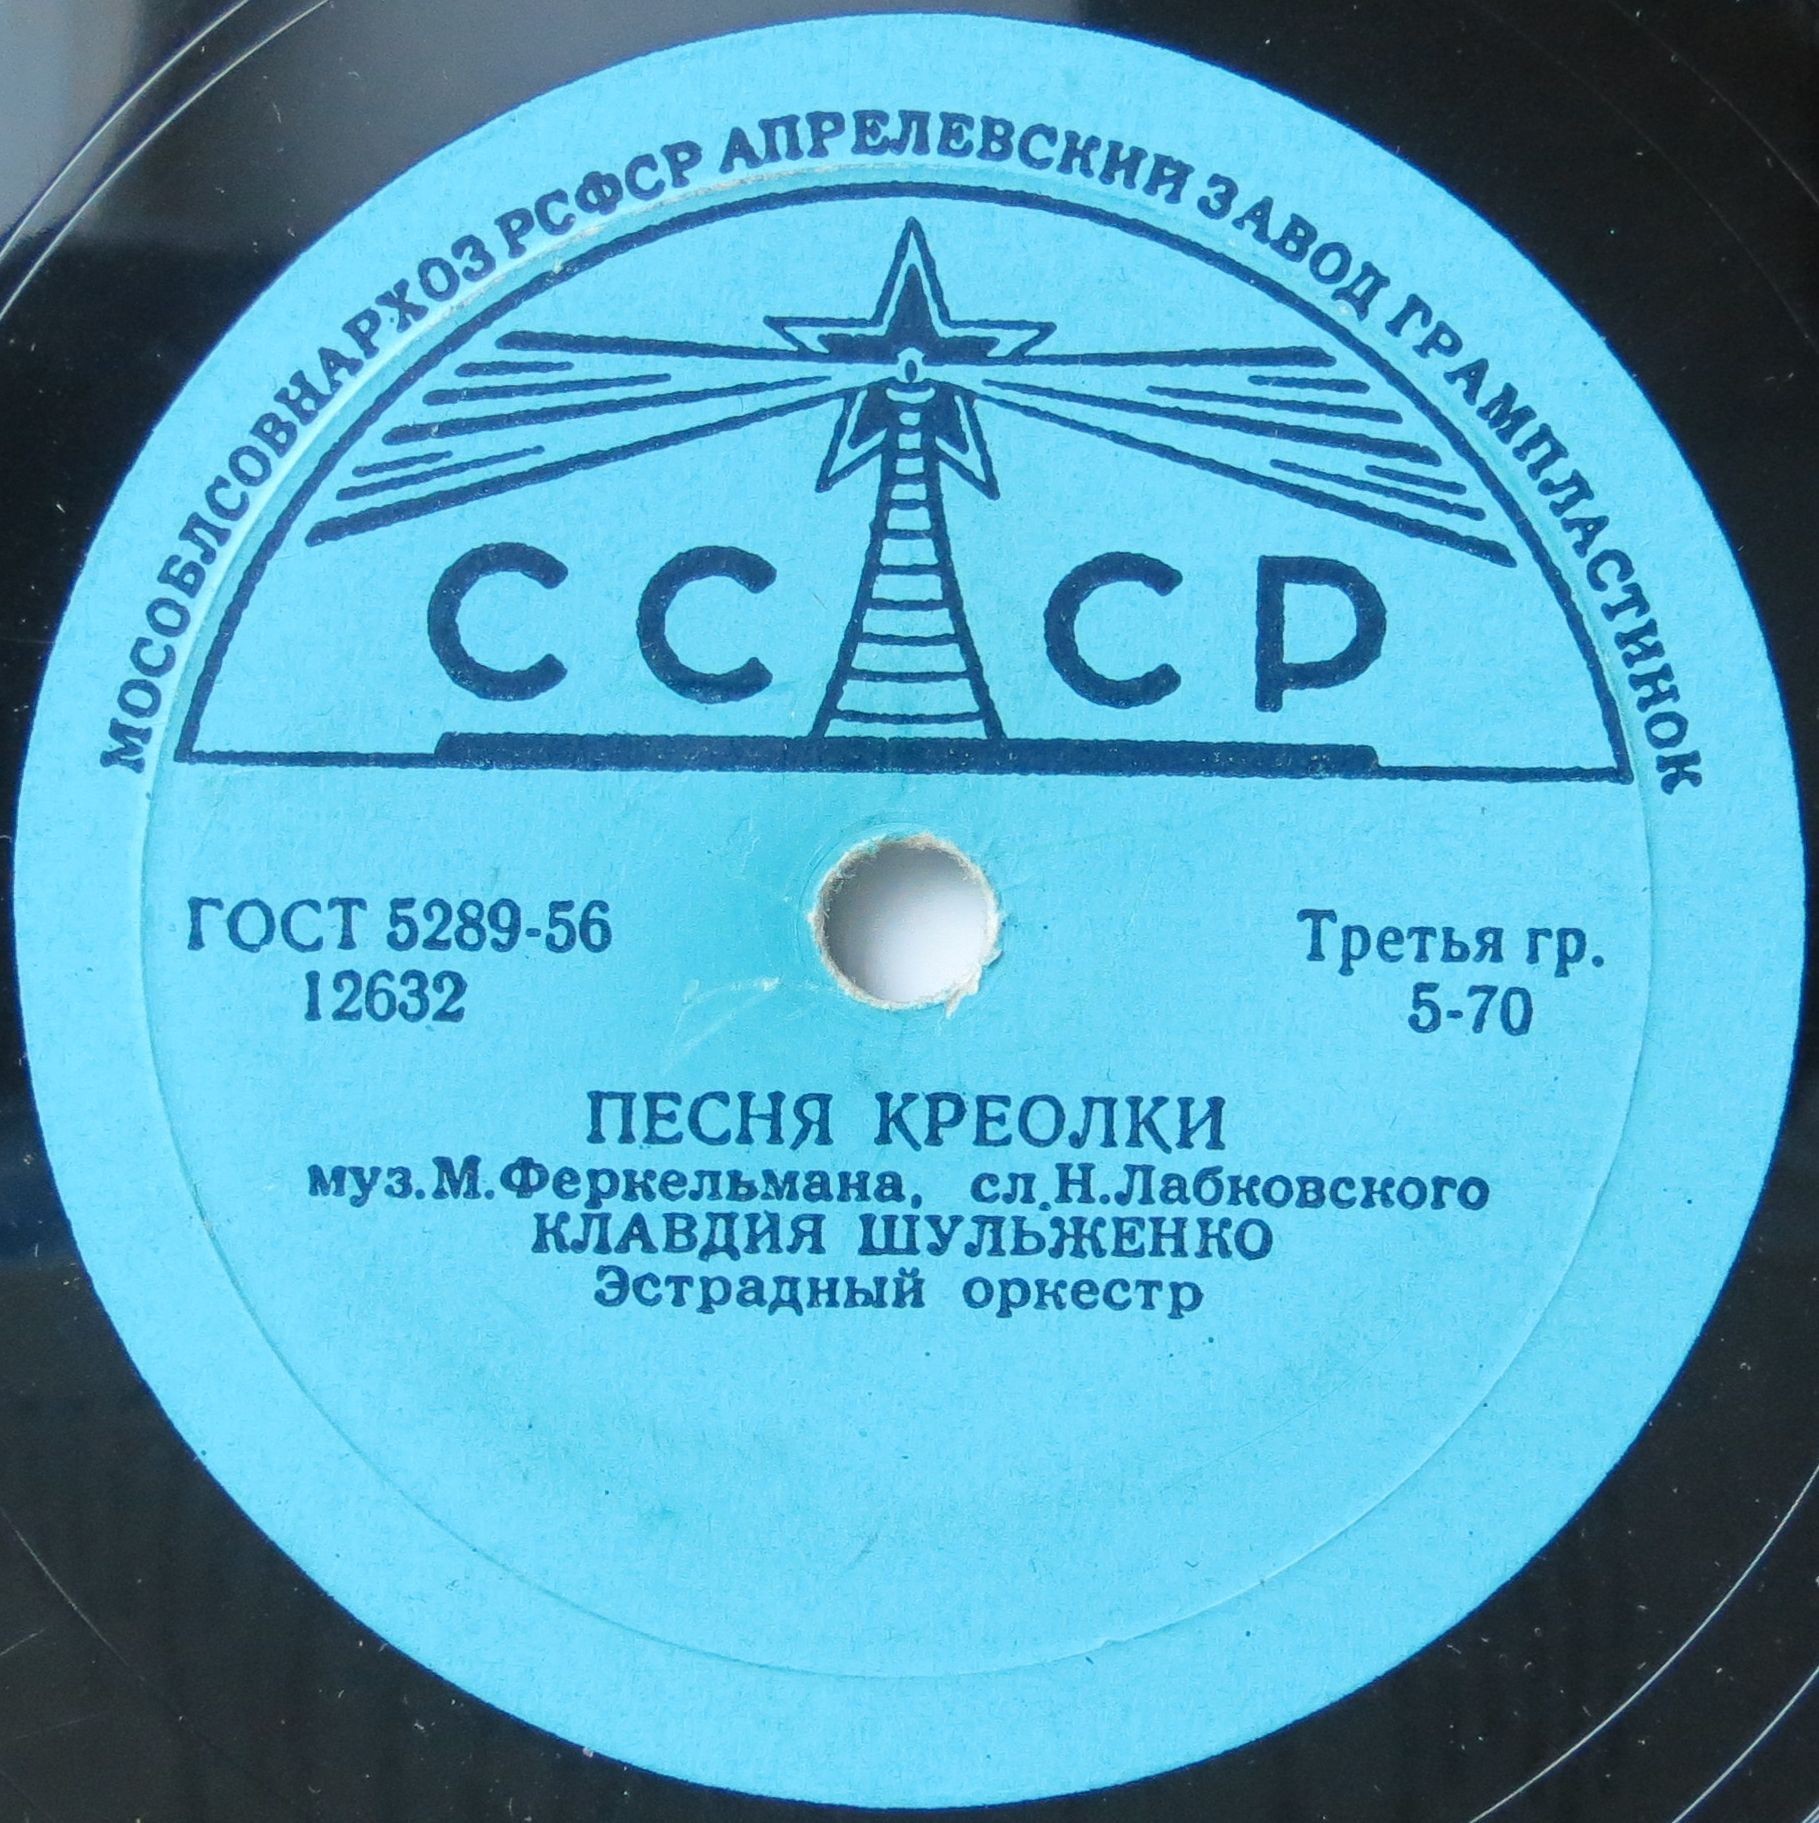 МОСОБЛСОВНАРХОЗ РСФСР АПРЕЛЕВСКИЙ ЗАВОД ГРАМПЛАСТИНОК
СССР
ГОСТ 5289-56
12632
Третья гр.
5-70
ПЕСНЯ КРЕОЛКИ
муз.М.Феркельмана, сл.Н.Лабковского
КЛАВДИЯ ШУЛЬЖЕНКО
Эстрадный оркестр